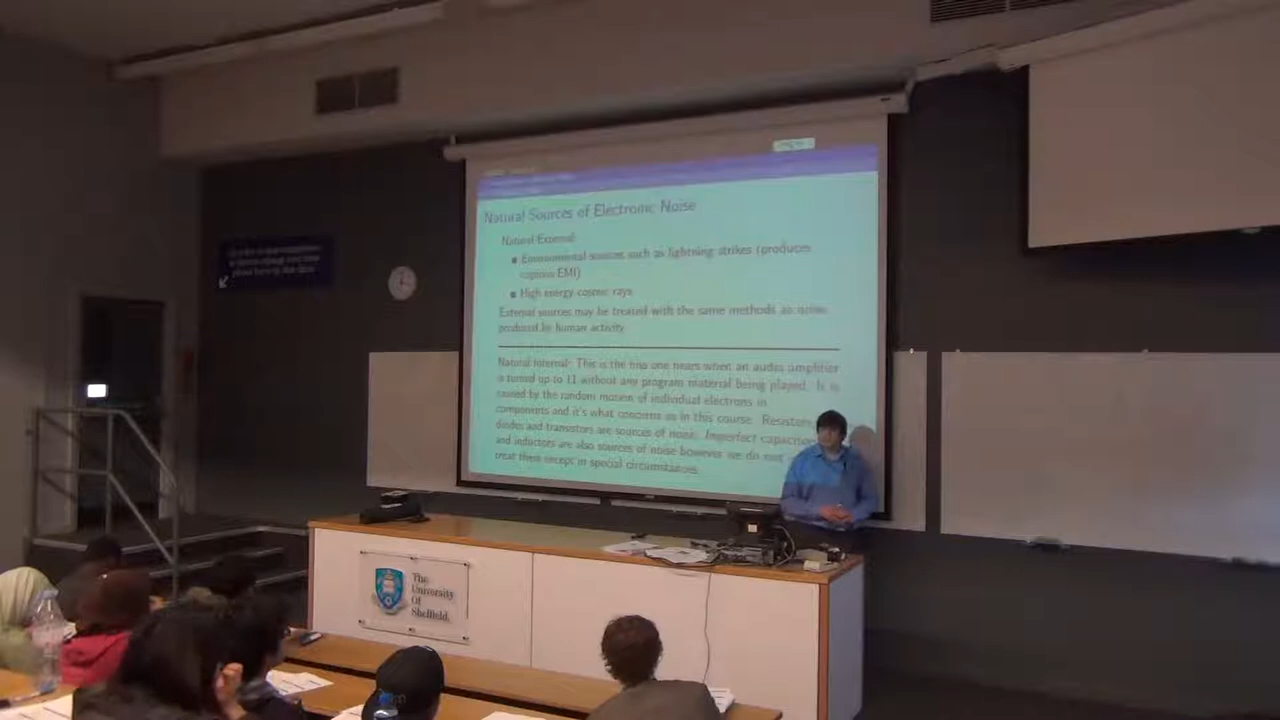 Natural Sources of Electronic Noise
Natural External:
Environmental sources such as lightning strikes (produces
copious EMI)
High energy cosmic rays
External sources may be treated with the same methods as noise
produced by human activity
Natural Internal: This is the one hears when an audio amplifier
is turned up to 11 without any program material being played. It is
caused by the random motion of individual electrons in
components and it's what concerns us in this course. Resistors,
diodes and transistors are sources of noise. Imperfect capacitors
and inductors are also sources of noise however we do not
treat them except in special circumstances.
The
University
Of
Sheffield.